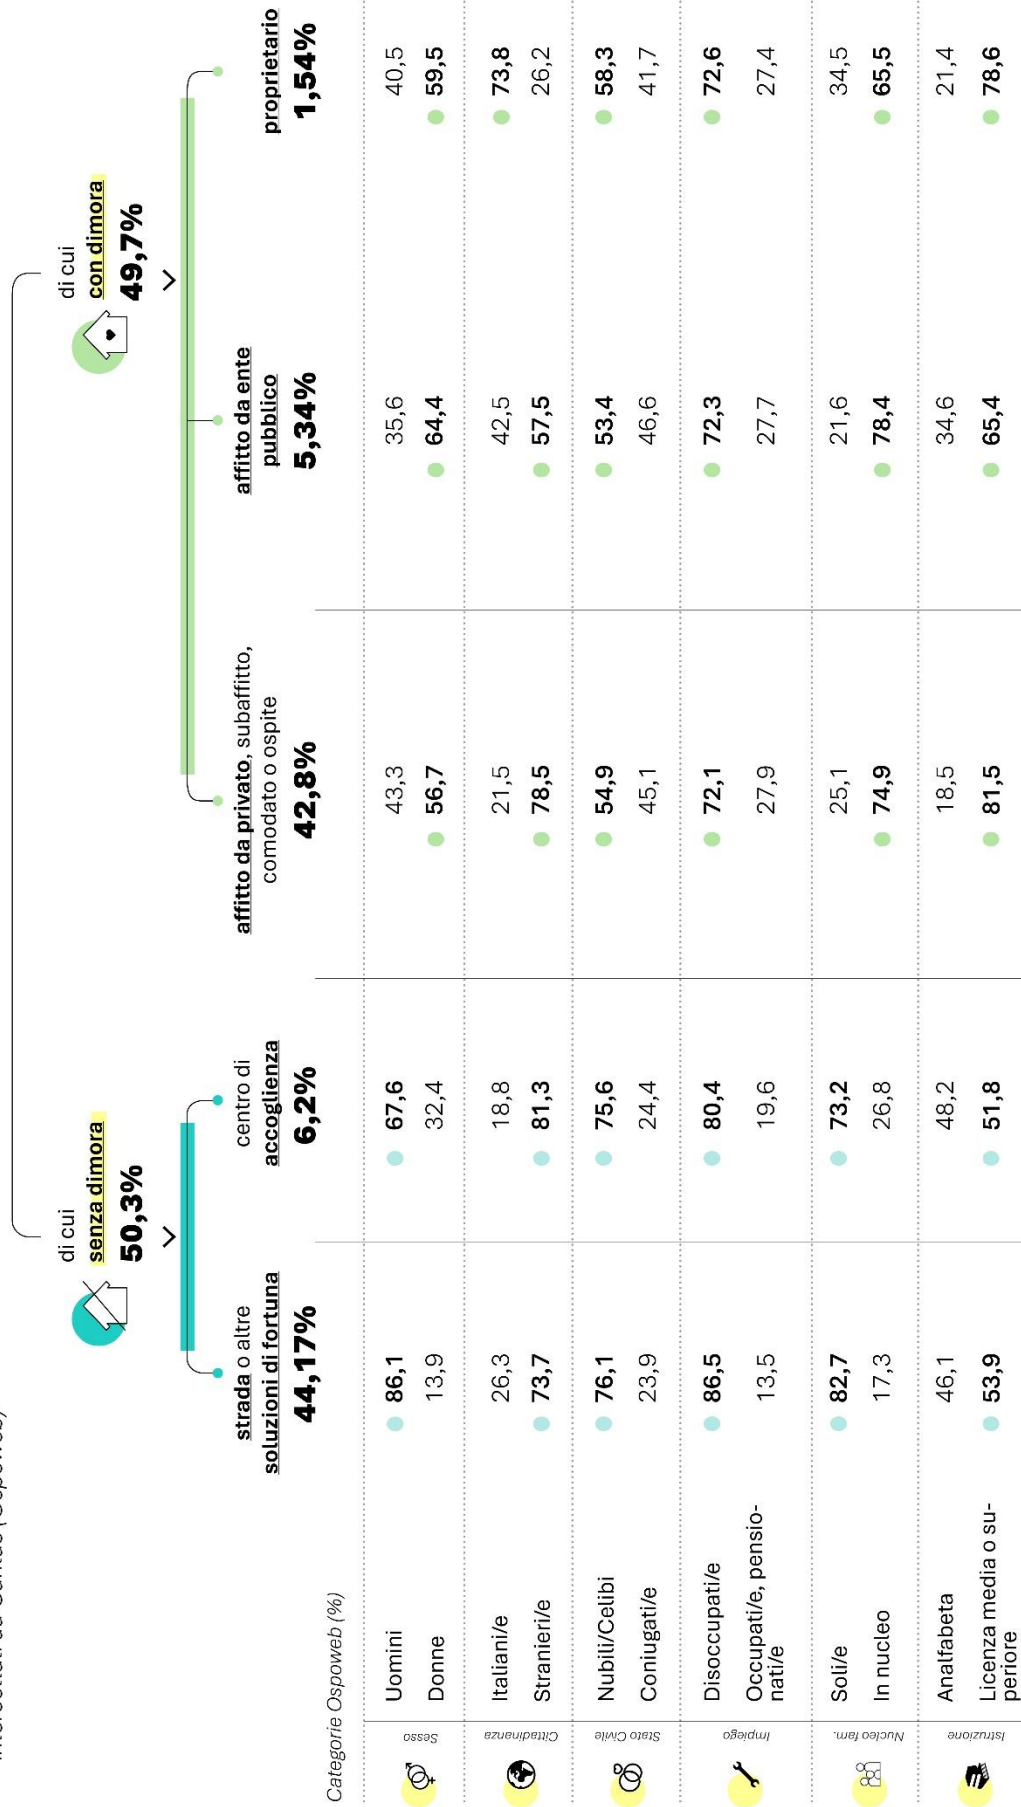 di cui
senza dimora
50,3%
di cui
con dimora
49,7%
strada o altre
soluzioni di fortuna
44,17%
centro di
accoglienza
6,2%
affitto da privato, subaffitto,
comodato o ospite
42,8%
affitto da ente
pubblico
5,34%
proprietario
1,54%
Categorie Ospoweb (%)
Sesso
Uomini 86,1 67,6 43,3 35,6 40,5
Donne 13,9 32,4 56,7 64,4 59,5
Cittadinanza
Italiani/e 26,3 18,8 21,5 42,5 73,8
Stranieri/e 73,7 81,3 78,5 57,5 26,2
Stato Civile
Nubili/Celibi 76,1 75,6 54,9 53,4 58,3
Coniugati/e 23,9 24,4 45,1 46,6 41,7
Impiego
Disoccupati/e 86,5 80,4 72,1 72,3 72,6
Occupati/e, pensio-
nati/e 13,5 19,6 27,9 27,7 27,4
Nucleo fam.
Soli/e 82,7 73,2 25,1 21,6 34,5
In nucleo 17,3 26,8 74,9 78,4 65,5
Istruzione
Analfabeta 46,1 48,2 18,5 34,6 21,4
Licenza media o su-
periore 53,9 51,8 81,5 65,4 78,6